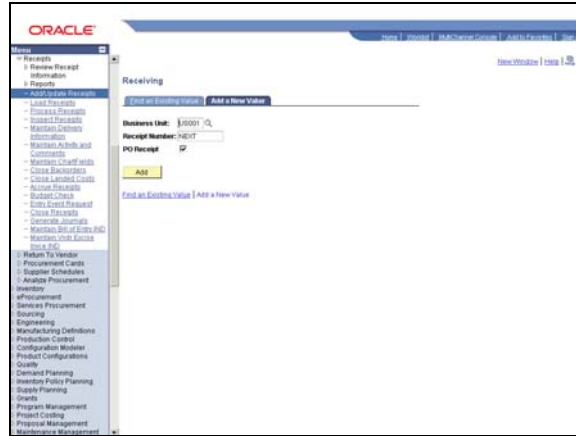 ORACLE
Home | Worklist | MultiChannel Console | Add to Favorites | Sign
Menu
New Window | Help |
Receipts
Review Receipt
Information
Reports
Add/Update Receipts
Load Receipts
Process Receipts
Inspect Receipts
Maintain Delivery
Information
Maintain Activity and
Comments
Maintain ChartFields
Close Backorders
Close Landed Costs
Accrue Receipts
Budget Check
Entry Event Request
Close Receipts
Generate Journals
Maintain Bill of Entry IND
Maintain Vndr Excise
Invce IND
Return To Vendor
Procurement Cards
Supplier Schedules
Analyze Procurement
Inventory
eProcurement
Services Procurement
Sourcing
Engineering
Manufacturing Definitions
Production Control
Configuration Modeler
Product Configurations
Quality
Demand Planning
Inventory Policy Planning
Supply Planning
Grants
Program Management
Project Costing
Proposal Management
Maintenance Management
Receiving
Find an Existing Value
Add a New Value
Business Unit: US001
Receipt Number: NEXT
PO Receipt
Add
Find an Existing Value | Add a New Value